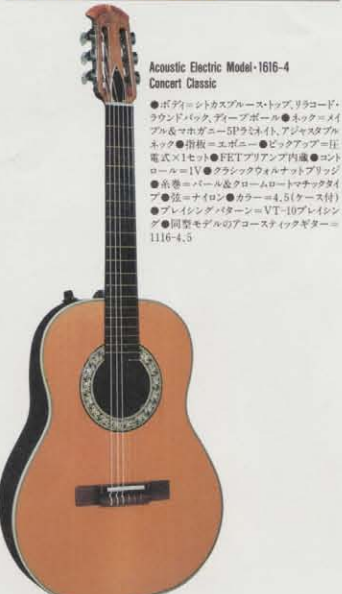 Acoustic Electric Model・1616-4
Concert Classic
●ボディ=シトカスプルース・トップ、リラコード・
ラウンドバック、ディープボール●ネック=メイ
プル&マホガニー5Pラミネイト、アジャスタブル
ネック●指板=エボニー●ピックアップ=圧
電式×1セット●FETプリアンプ内蔵●コント
ロール=1V●クラシックウォルナットブリッジ
●糸巻=パール&クロームロートマチックタイ
プ●弦=ナイロン●カラー=4、5(ケース付)
●ブレイシングパターン=VT-10ブレイシン
グ●同型モデルのアコースティックギター=
1116-4、5